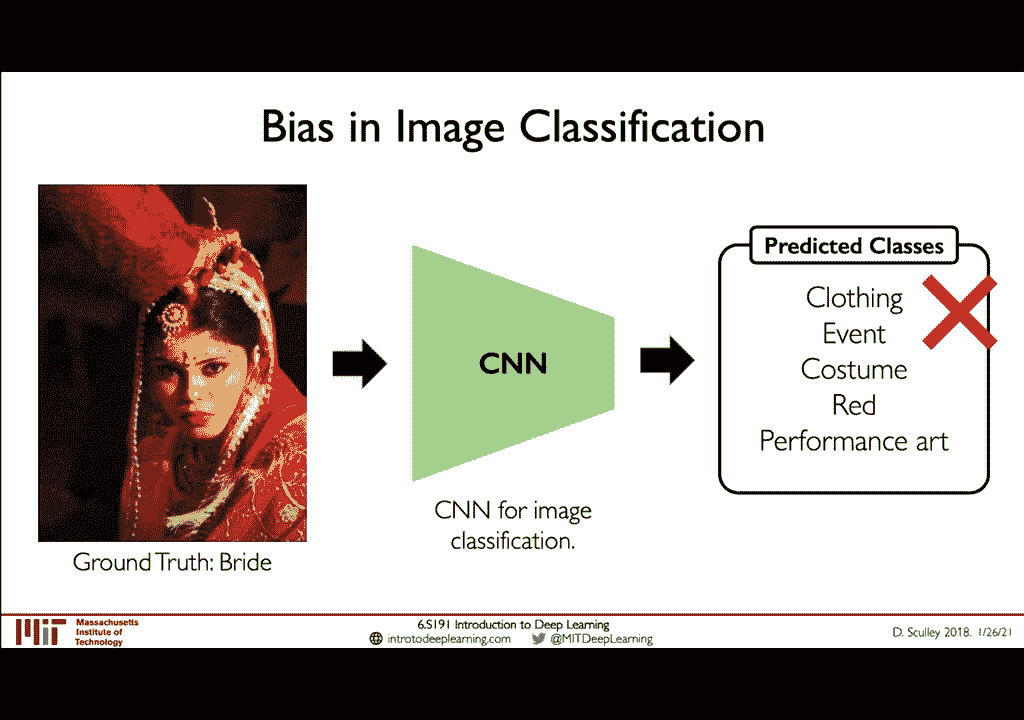 Bias in Image Classification
Ground Truth: Bride
CNN
CNN for image
classification.
Predicted Classes
Clothing
Event
Costume
Red
Performance art
MIT
Massachusetts
Institute of
Technology
6.S191 Introduction to Deep Learning
introtodeeplearning.com @MITDeepLearning
D. Sculley 2018. 1/26/21